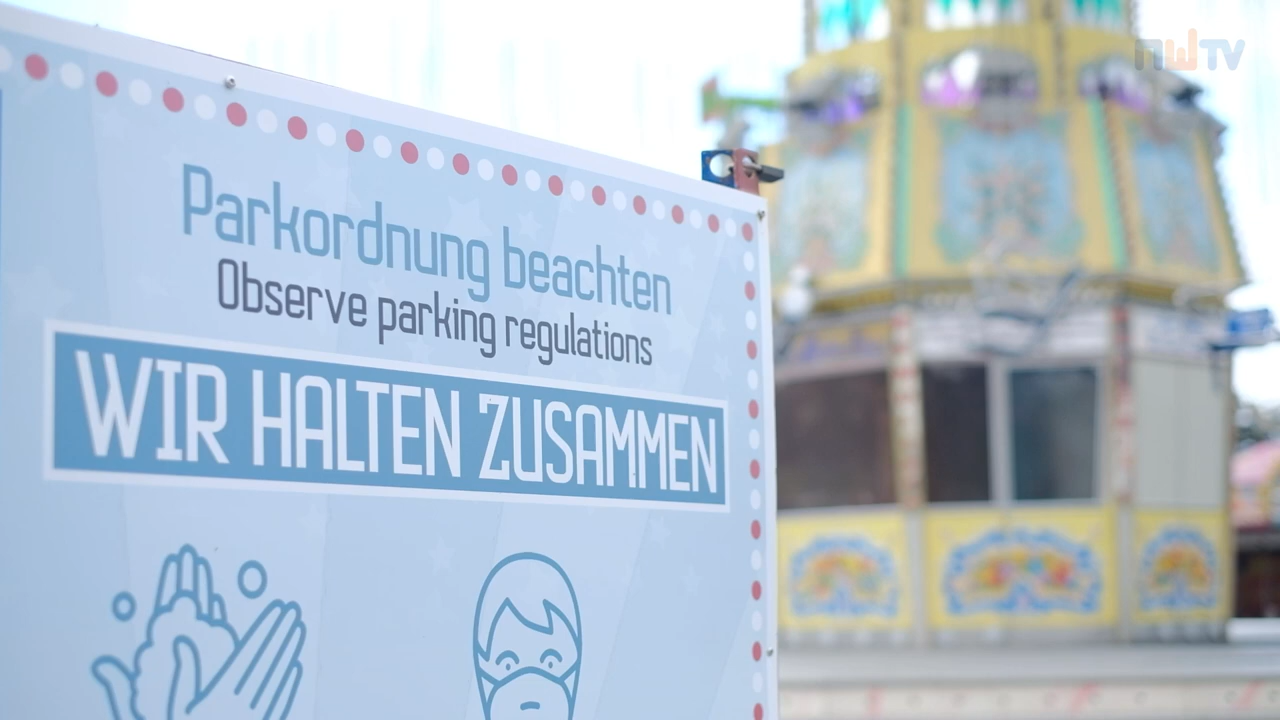 NWTV
Parkordnung beachten
Observe parking regulations
WIR HALTEN ZUSAMMEN